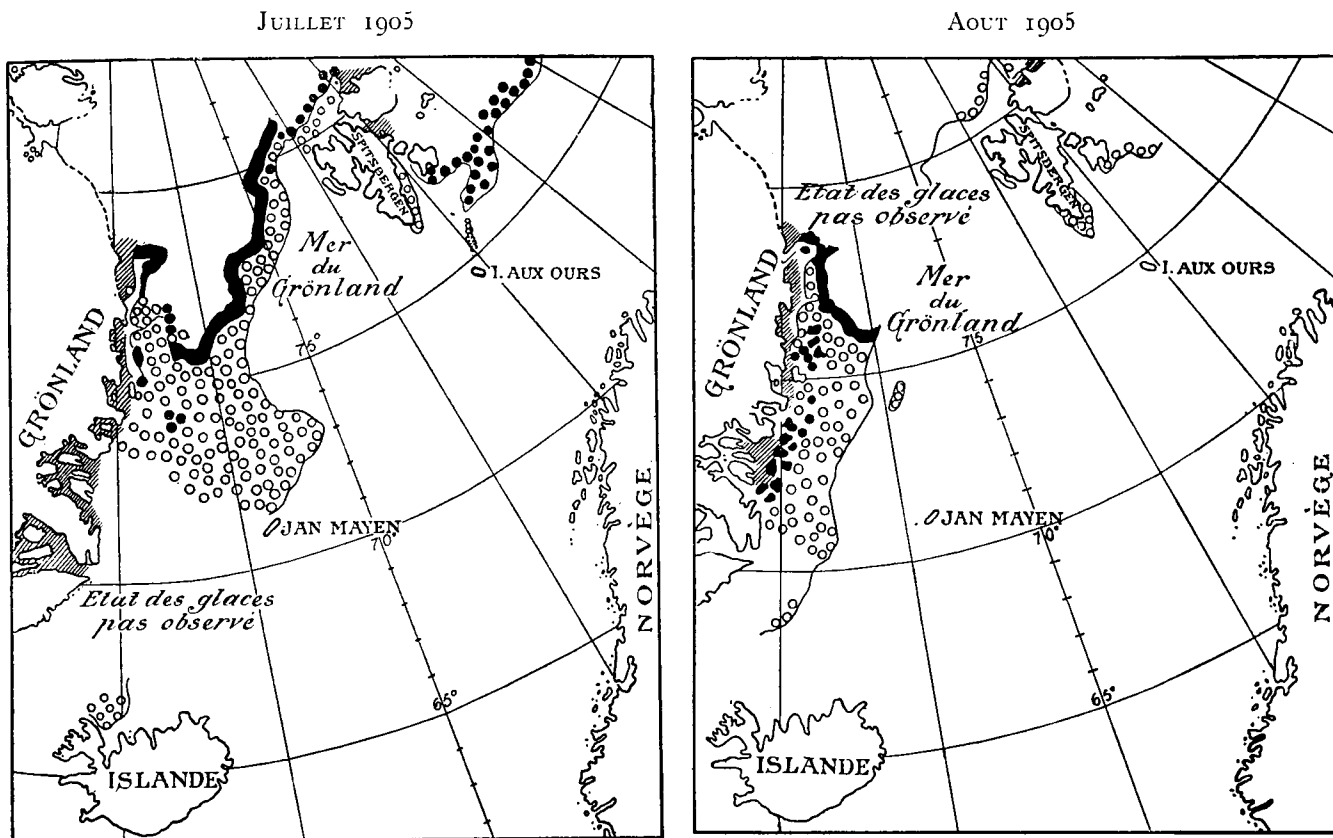 JUILLET 1905
SPITSBERGEN
Mer
du
Grönland
I. AUX OURS
GRÖNLAND
75°
JAN MAYEN
70°
Etat des glaces
pas observé
NORVÉGE
65°
ISLANDE
AOUT 1905
SPITSBERGEN
Etat des glaces
pas observé
I. AUX OURS
Mer
du
Grönland
GRÖNLAND
75
JAN MAYEN
70°
NORVÉGE
65°
ISLANDE